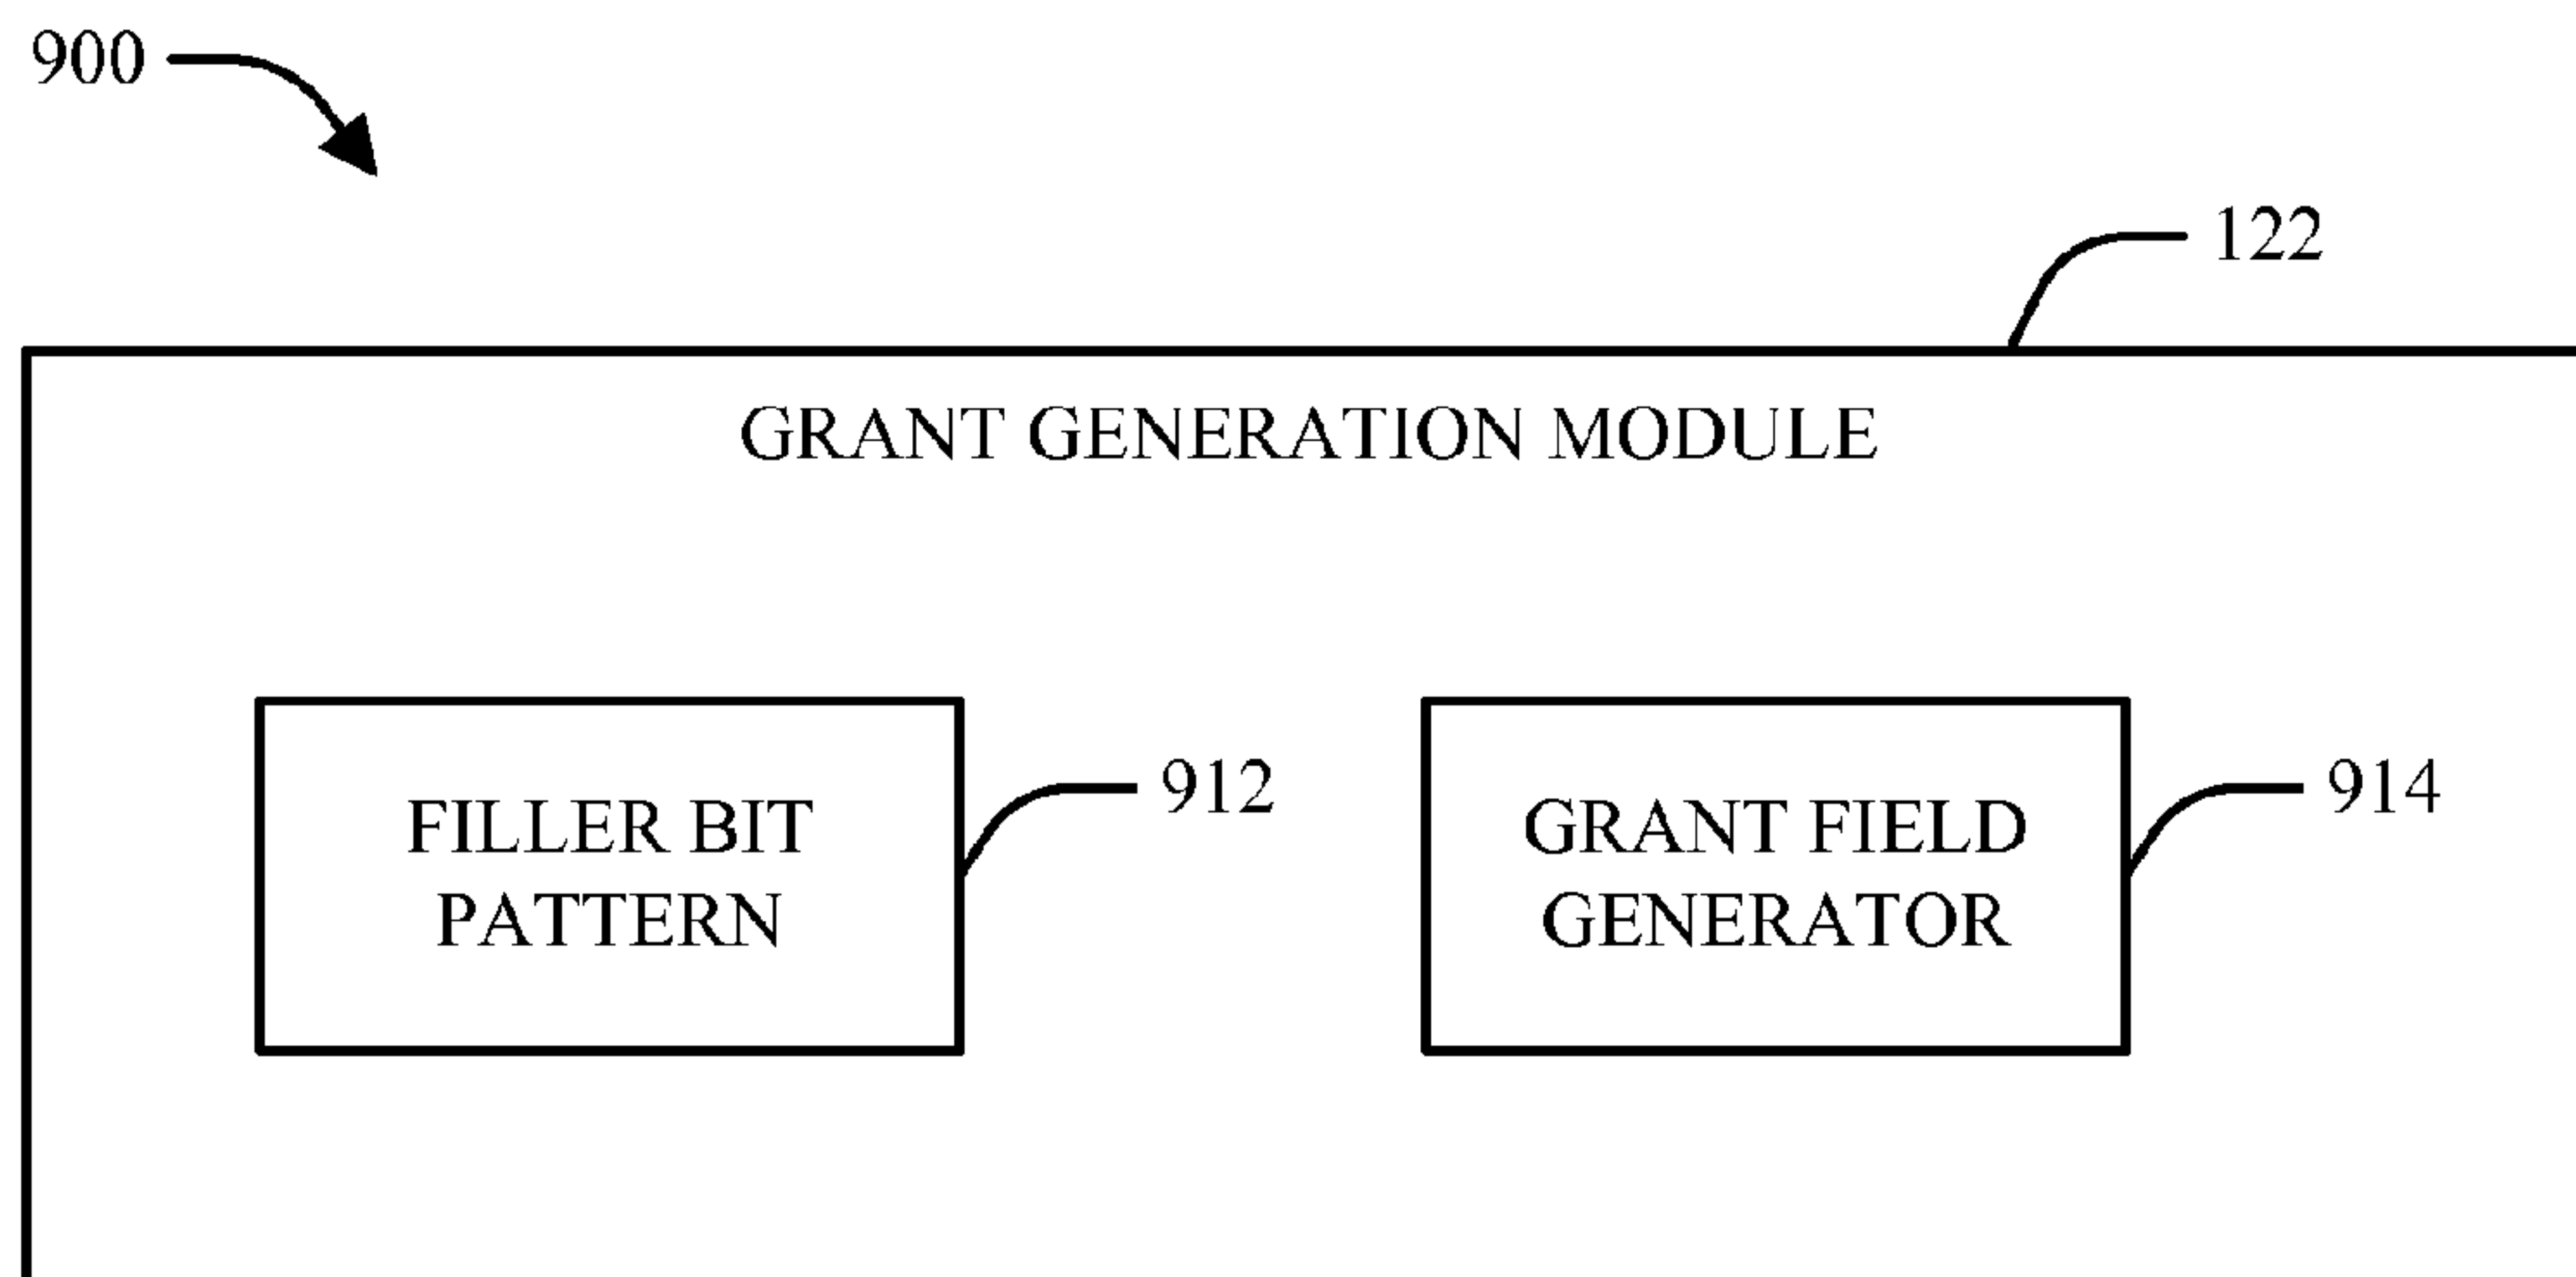 900
122
GRANT GENERATION MODULE
FILLER BIT
PATTERN
912
GRANT FIELD
GENERATOR
914